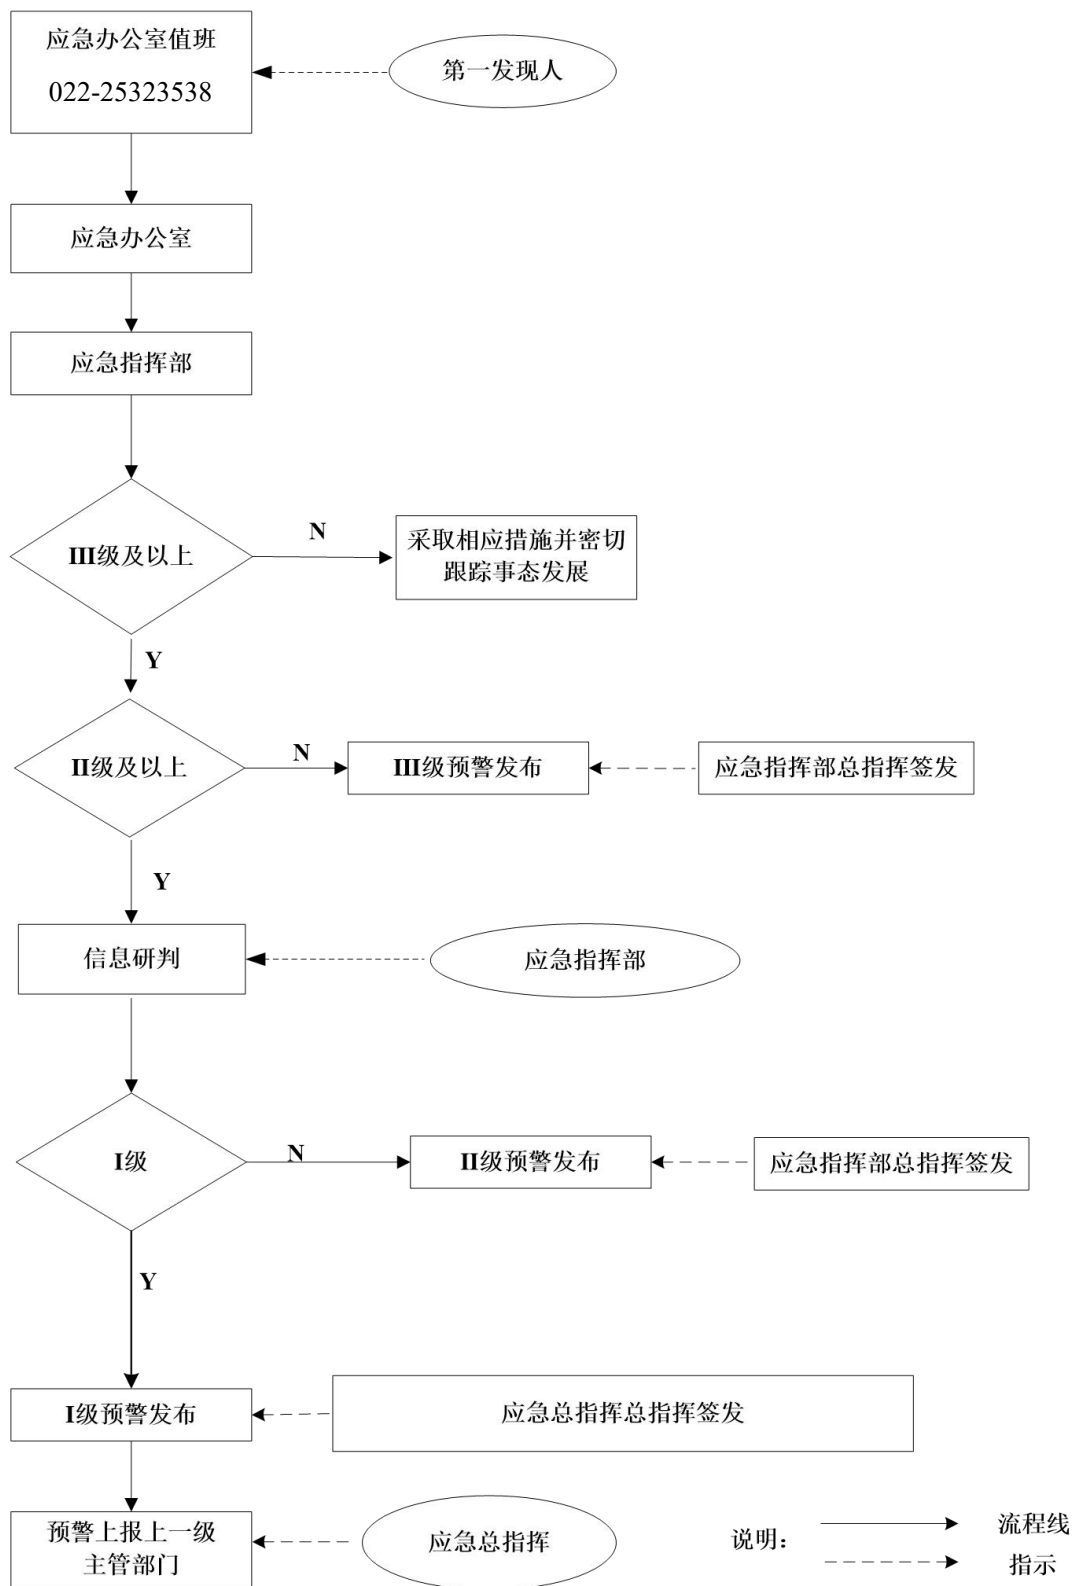 应急办公室值班
022-25323538
第一发现人
应急办公室
应急指挥部
III级及以上
N
采取相应措施并密切
跟踪事态发展
Y
II级及以上
N
III级预警发布
应急指挥部总指挥签发
Y
信息研判
应急指挥部
I级
N
II级预警发布
应急指挥部总指挥签发
Y
I级预警发布
应急总指挥总指挥签发
预警上报上一级
主管部门
应急总指挥
说明：
流程线
指示